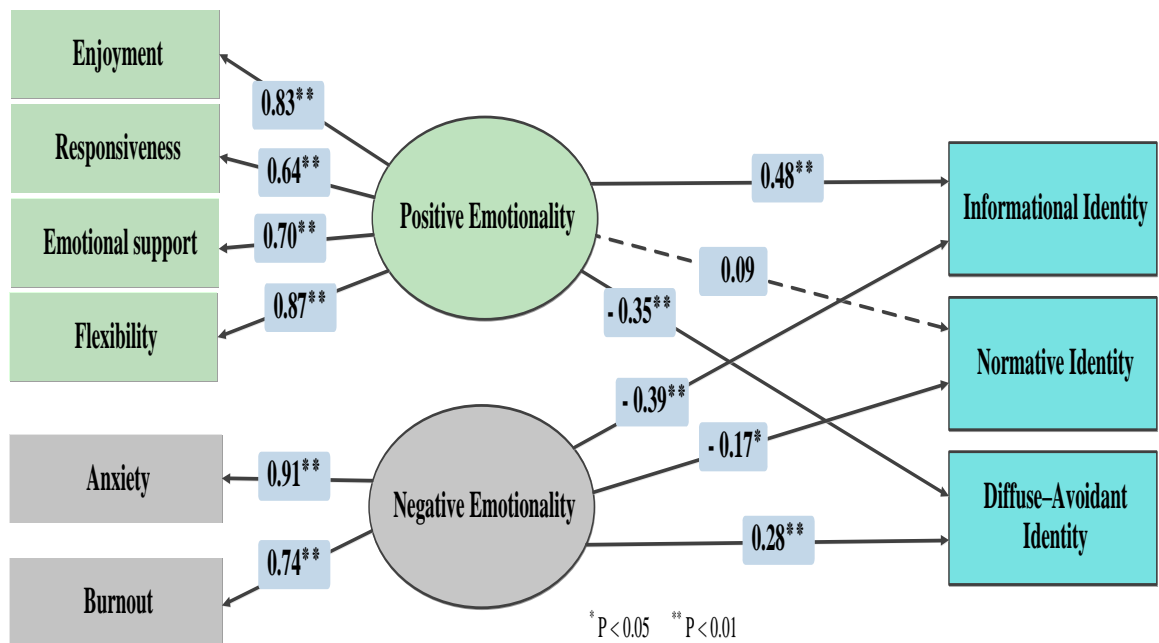 Enjoyment
0.83**
Responsiveness
0.64**
Emotional support
0.70**
Flexibility
0.87**
Positive Emotionality
0.48**
0.09
- 0.35**
Informational Identity
Normative Identity
Diffuse–Avoidant
Identity
Anxiety
0.91**
Burnout
0.74**
Negative Emotionality
- 0.39**
- 0.17*
0.28**
* P < 0.05 ** P < 0.01